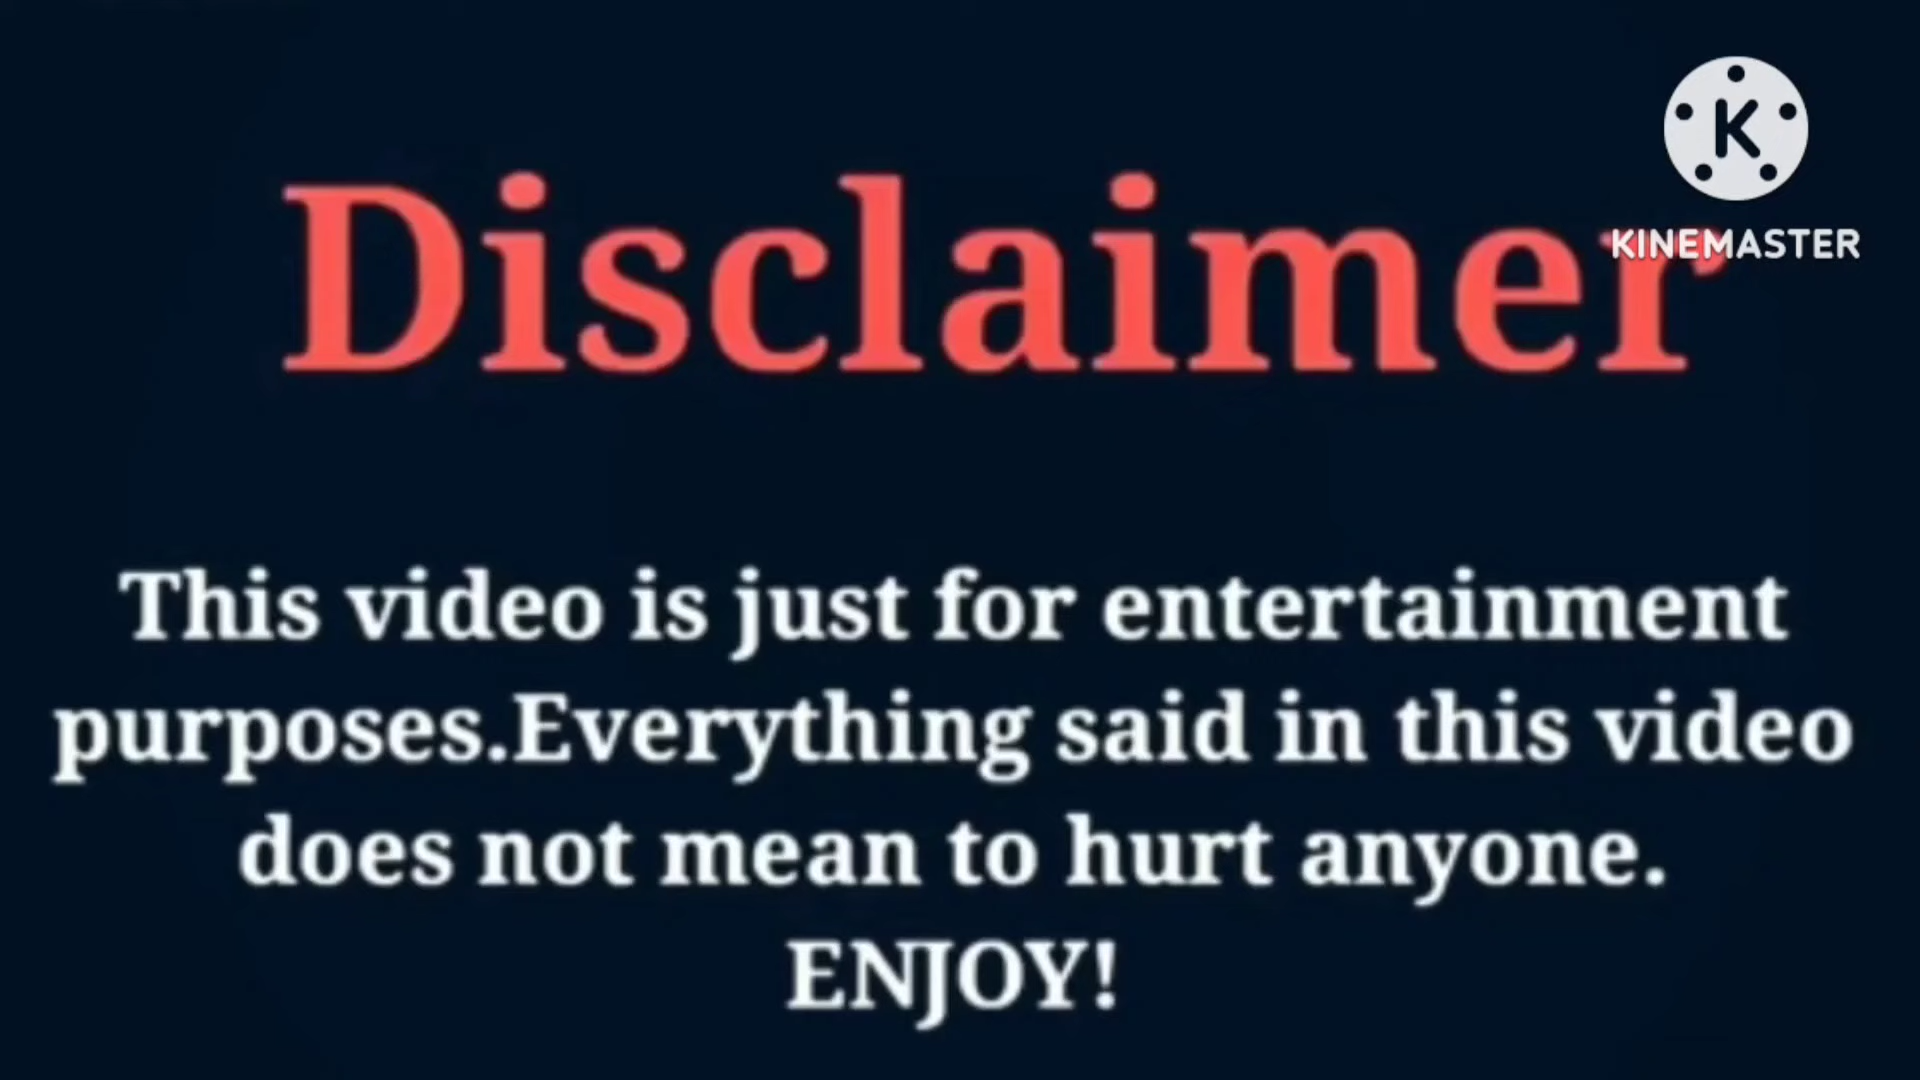 K
KINEMASTER
Disclaimer
This video is just for entertainment
purposes.Everything said in this video
does not mean to hurt anyone.
ENJOY!